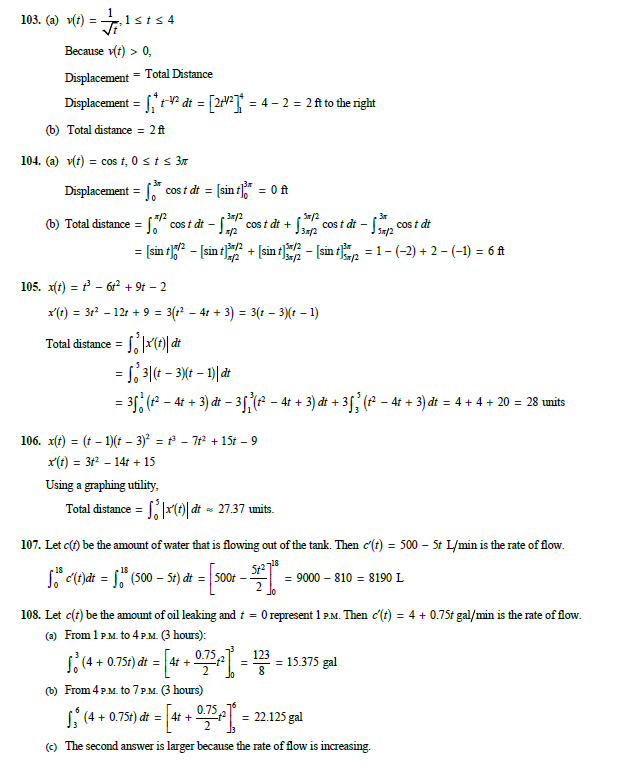 103. (a) v(t) = 1/√t, 1 ≤ t ≤ 4
Because v(t) > 0,
Displacement = Total Distance
Displacement = ∫₁⁴ t^(-1/2) dt = [2t^(1/2)]₁⁴ = 4 − 2 = 2 ft to the right
(b) Total distance = 2 ft
104. (a) v(t) = cos t, 0 ≤ t ≤ 3π
Displacement = ∫₀^(3π) cos t dt = [sin t]₀^(3π) = 0 ft
(b) Total distance = ∫₀^(π/2) cos t dt − ∫_(π/2)^(3π/2) cos t dt + ∫_(3π/2)^(5π/2) cos t dt − ∫_(5π/2)^(3π) cos t dt
= [sin t]₀^(π/2) − [sin t]_(π/2)^(3π/2) + [sin t]_(3π/2)^(5π/2) − [sin t]_(5π/2)^(3π) = 1 − (−2) + 2 − (−1) = 6 ft
105. x(t) = t³ − 6t² + 9t − 2
x′(t) = 3t² − 12t + 9 = 3(t² − 4t + 3) = 3(t − 3)(t − 1)
Total distance = ∫₀⁵ |x′(t)| dt
= ∫₀⁵ 3|(t − 3)(t − 1)| dt
= 3∫₀¹ (t² − 4t + 3) dt − 3∫₁³ (t² − 4t + 3) dt + 3∫₃⁵ (t² − 4t + 3) dt = 4 + 4 + 20 = 28 units
106. x(t) = (t − 1)(t − 3)² = t³ − 7t² + 15t − 9
x′(t) = 3t² − 14t + 15
Using a graphing utility,
Total distance = ∫₀⁵ |x′(t)| dt ≈ 27.37 units.
107. Let c(t) be the amount of water that is flowing out of the tank. Then c′(t) = 500 − 5t L/min is the rate of flow.
∫₀¹⁸ c′(t)dt = ∫₀¹⁸ (500 − 5t) dt = [500t − 5t²/2]₀¹⁸ = 9000 − 810 = 8190 L
108. Let c(t) be the amount of oil leaking and t = 0 represent 1 P.M. Then c′(t) = 4 + 0.75t gal/min is the rate of flow.
(a) From 1 P.M. to 4 P.M. (3 hours):
∫₀³ (4 + 0.75t) dt = [4t + 0.75/2 t²]₀³ = 123/8 = 15.375 gal
(b) From 4 P.M. to 7 P.M. (3 hours)
∫₃⁶ (4 + 0.75t) dt = [4t + 0.75/2 t²]₃⁶ = 22.125 gal
(c) The second answer is larger because the rate of flow is increasing.